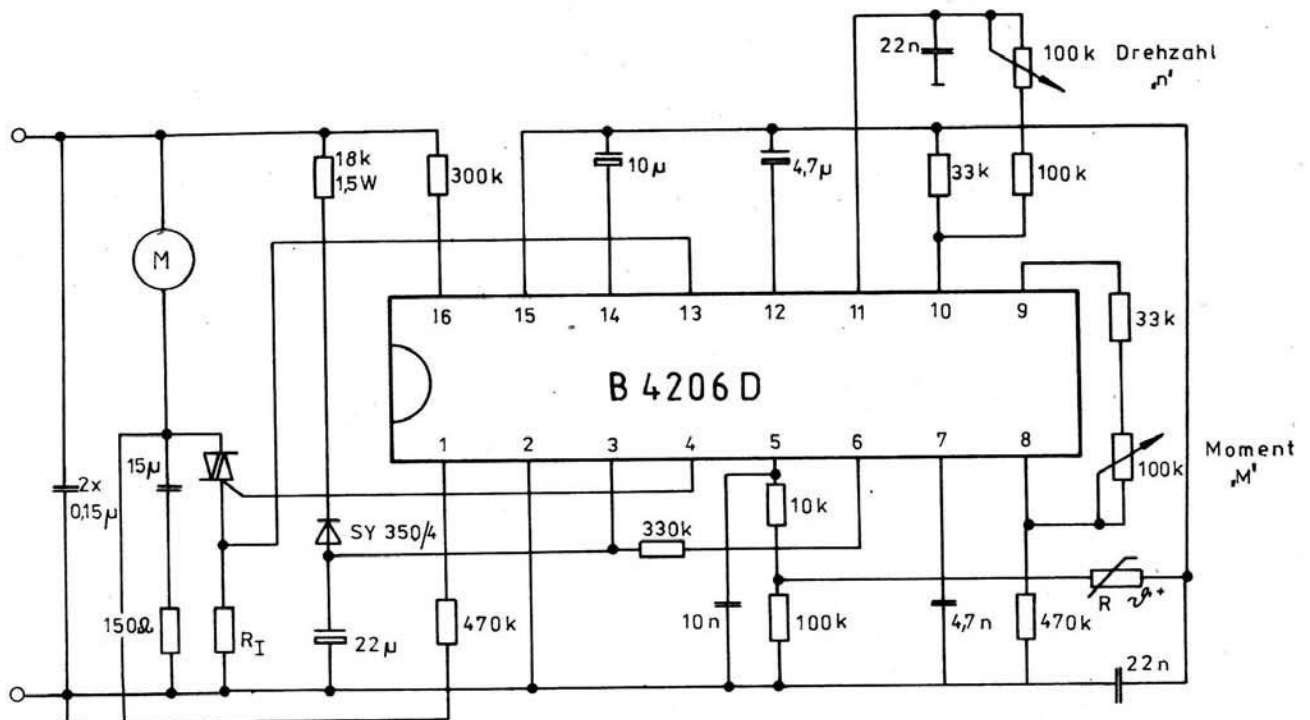 22n
100k Drehzahl
„n“
18k
1,5W
300k
10µ
4,7µ
33k
100k
M
16 15 14 13 12 11 10 9
33k
B 4206 D
1 2 3 4 5 6 7 8
Moment
„M“
100k
15µ
2x
0,15µ
SY 350/4
330k
10k
150Ω
R_I
22µ
470k
10n
100k
4,7n
470k
R ϑ+
22n